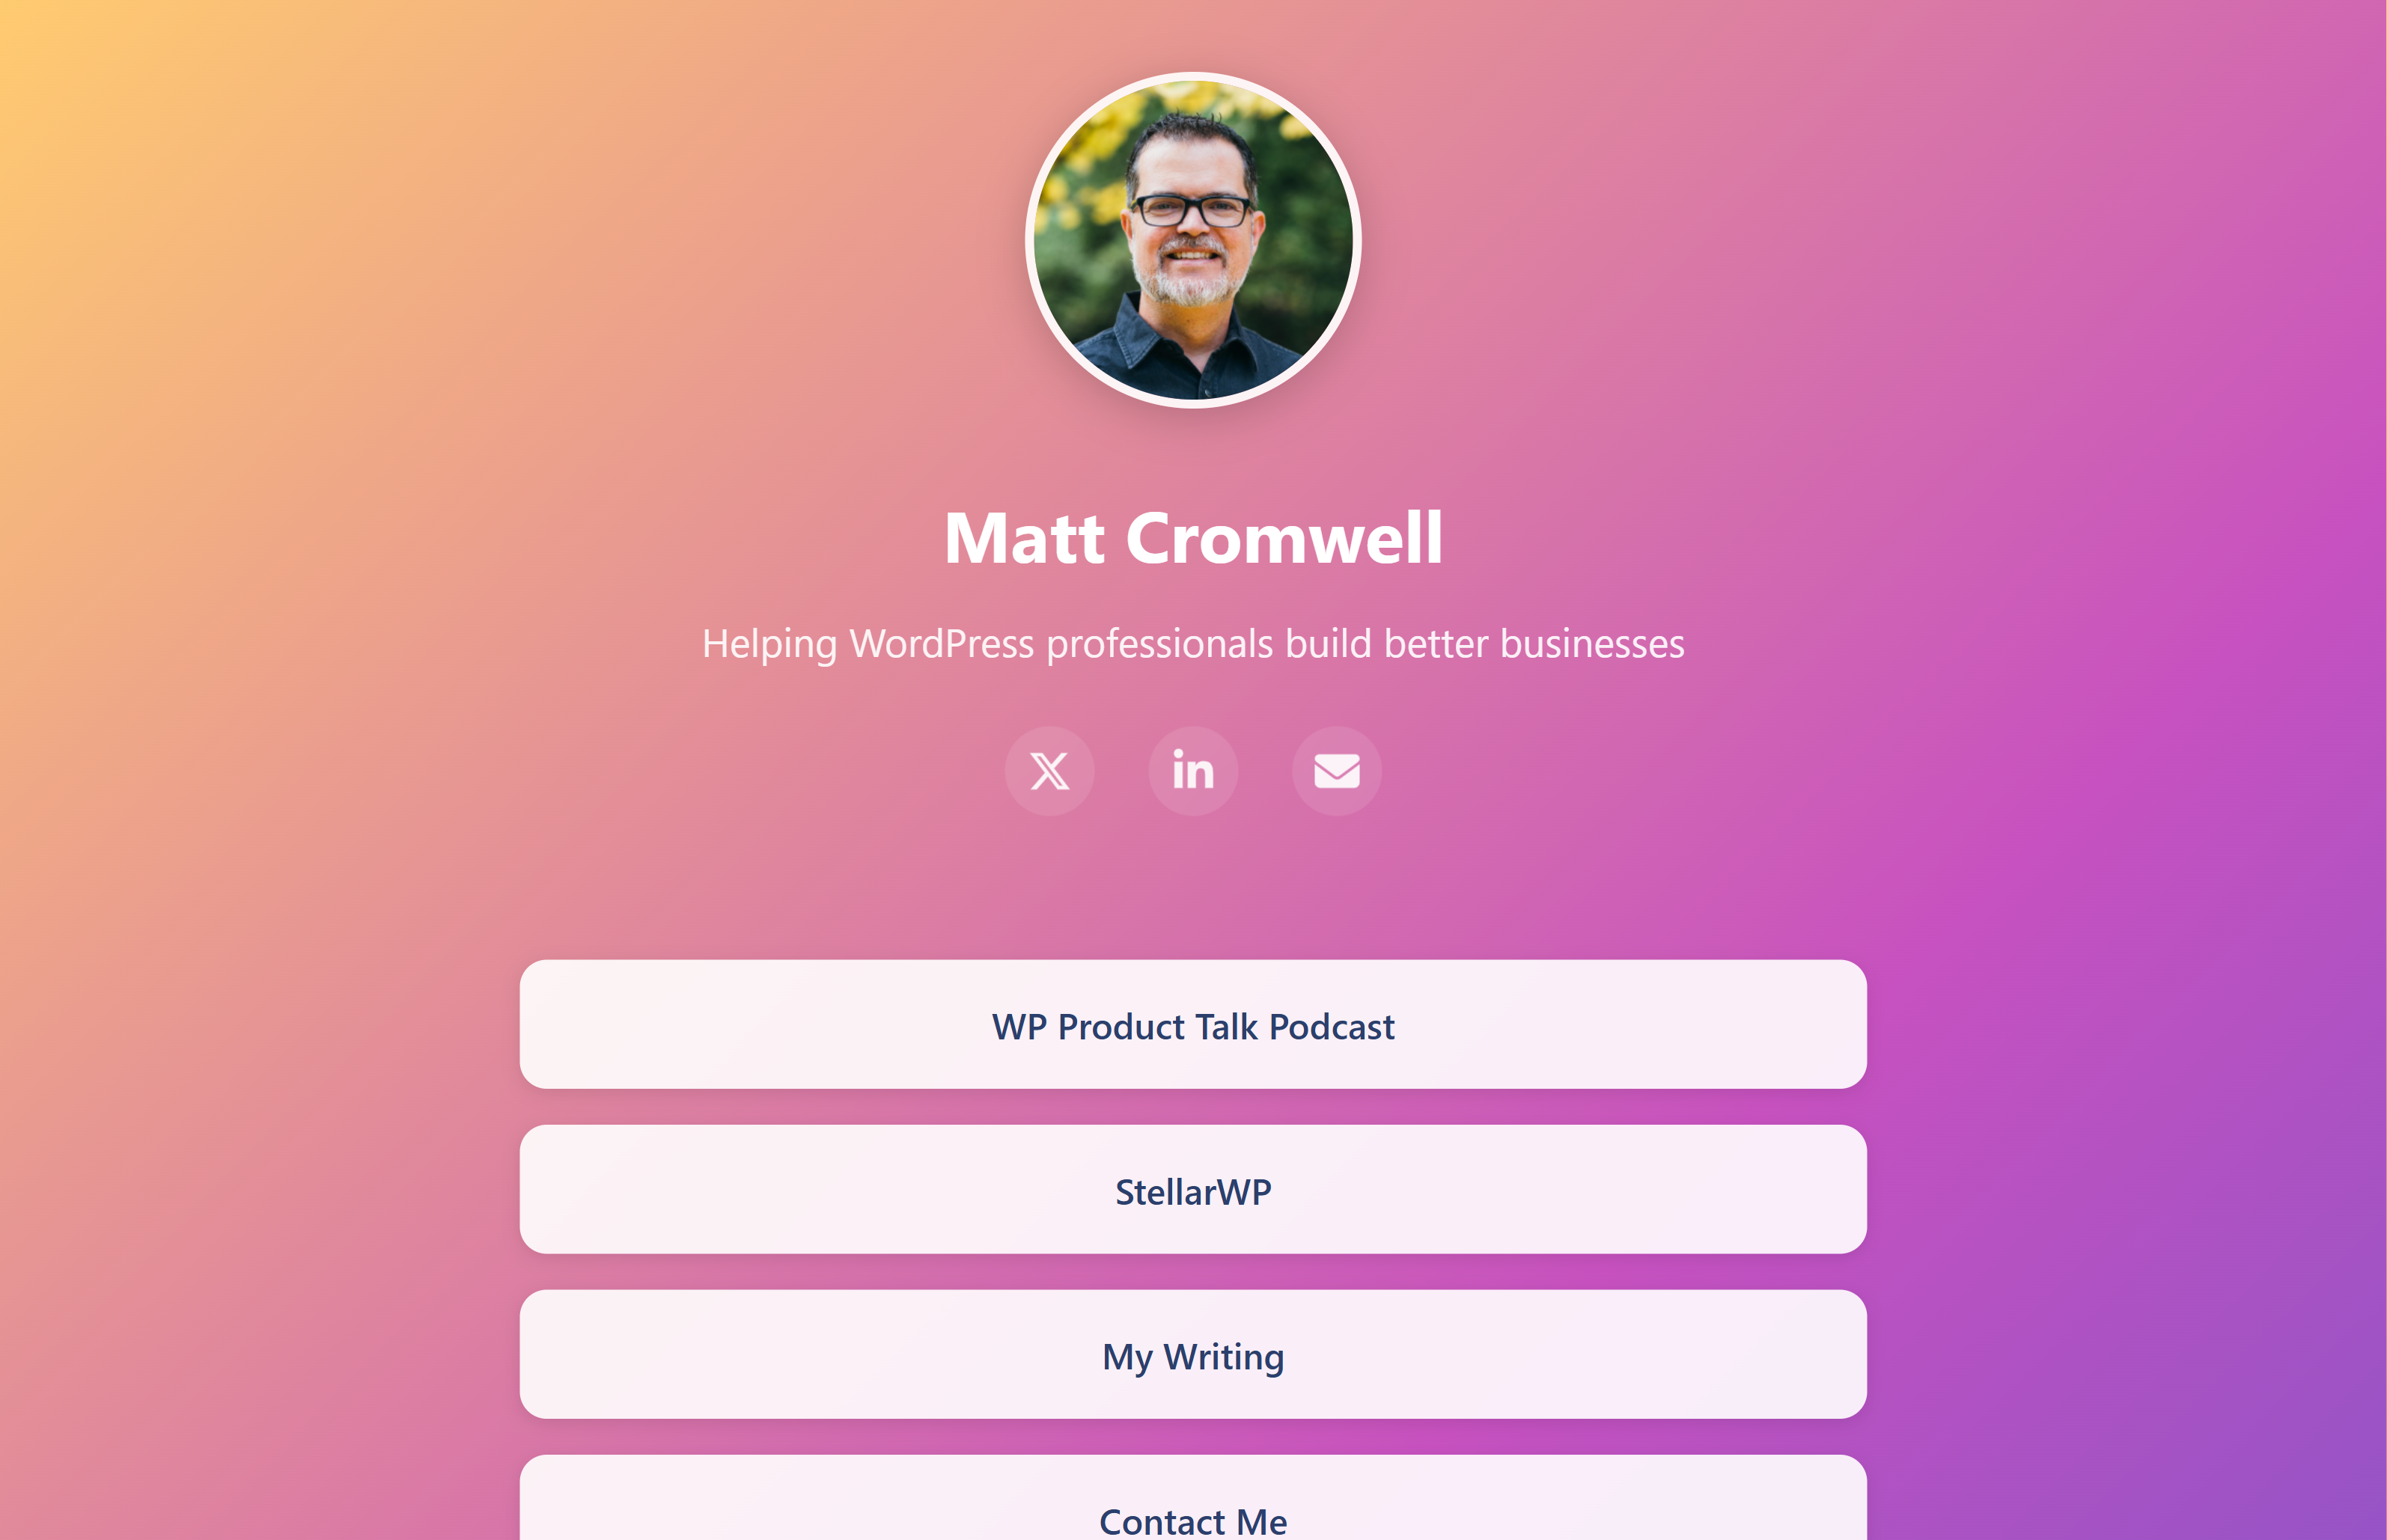 Matt Cromwell
Helping WordPress professionals build better businesses
WP Product Talk Podcast
StellarWP
My Writing
Contact Me